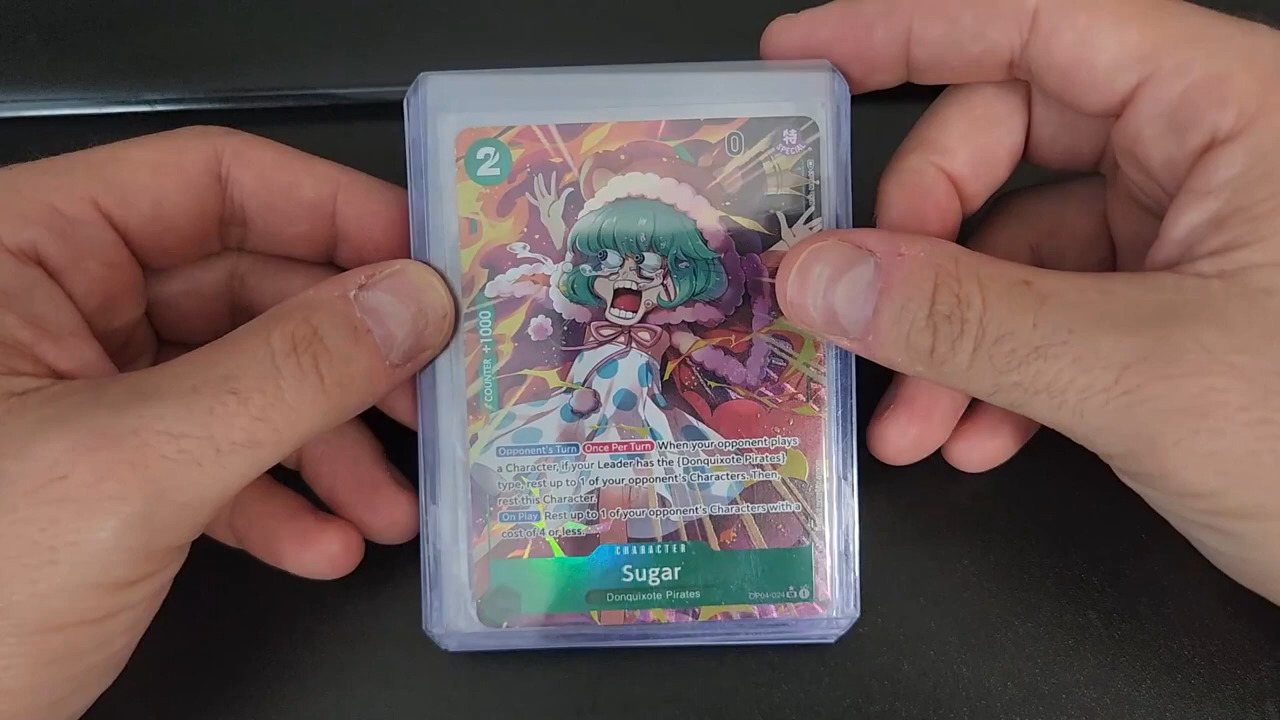 2
0
特
SPECIAL
COUNTER +1000
Opponent's Turn Once Per Turn When your opponent plays
a Character, if your Leader has the {Donquixote Pirates}
type, rest up to 1 of your opponent's Characters. Then,
rest this Character.
On Play Rest up to 1 of your opponent's Characters with a
cost of 4 or less.
CHARACTER
Sugar
Donquixote Pirates
OP04-024 SR 1